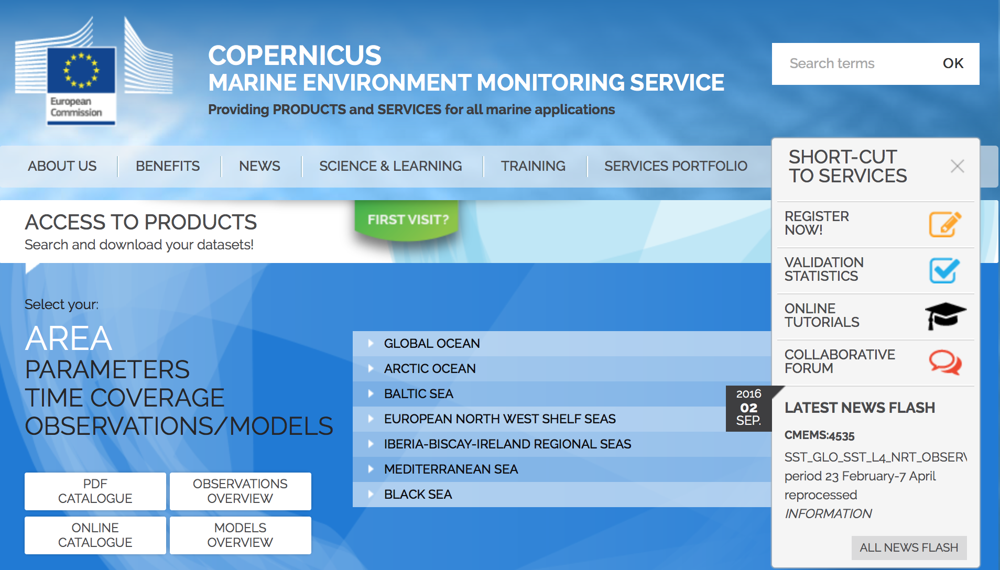 European
Commission
COPERNICUS
MARINE ENVIRONMENT MONITORING SERVICE
Providing PRODUCTS and SERVICES for all marine applications
Search terms
OK
ABOUT US
BENEFITS
NEWS
SCIENCE & LEARNING
TRAINING
SERVICES PORTFOLIO
ACCESS TO PRODUCTS
Search and download your datasets!
FIRST VISIT?
Select your:
AREA
PARAMETERS
TIME COVERAGE
OBSERVATIONS/MODELS
PDF
CATALOGUE
OBSERVATIONS
OVERVIEW
ONLINE
CATALOGUE
MODELS
OVERVIEW
GLOBAL OCEAN
ARCTIC OCEAN
BALTIC SEA
EUROPEAN NORTH WEST SHELF SEAS
IBERIA-BISCAY-IRELAND REGIONAL SEAS
MEDITERRANEAN SEA
BLACK SEA
SHORT-CUT
TO SERVICES
REGISTER
NOW!
VALIDATION
STATISTICS
ONLINE
TUTORIALS
COLLABORATIVE
FORUM
2016
02
SEP.
LATEST NEWS FLASH
CMEMS:4535
SST_GLO_SST_L4_NRT_OBSERV
period 23 February-7 April
reprocessed
INFORMATION
ALL NEWS FLASH